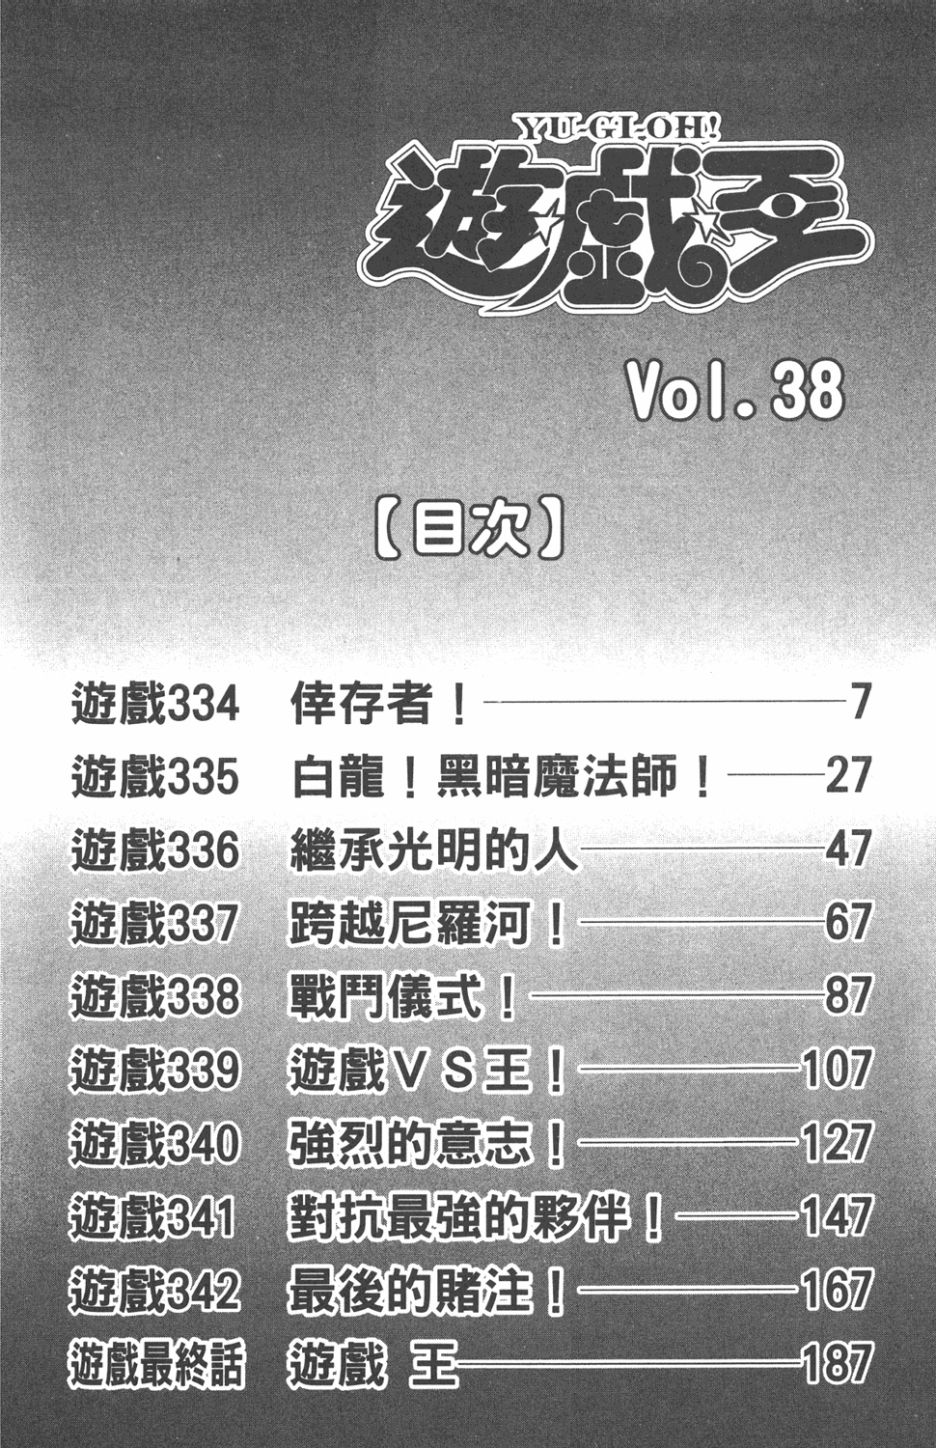 YU-GI-OH!
遊戲王
Vol.38
【目次】
遊戲334 倖存者！ 7
遊戲335 白龍！黑暗魔法師！ 27
遊戲336 繼承光明的人 47
遊戲337 跨越尼羅河！ 67
遊戲338 戰鬥儀式！ 87
遊戲339 遊戲ＶＳ王！ 107
遊戲340 強烈的意志！ 127
遊戲341 對抗最強的夥伴！ 147
遊戲342 最後的賭注！ 167
遊戲最終話 遊戲 王 187